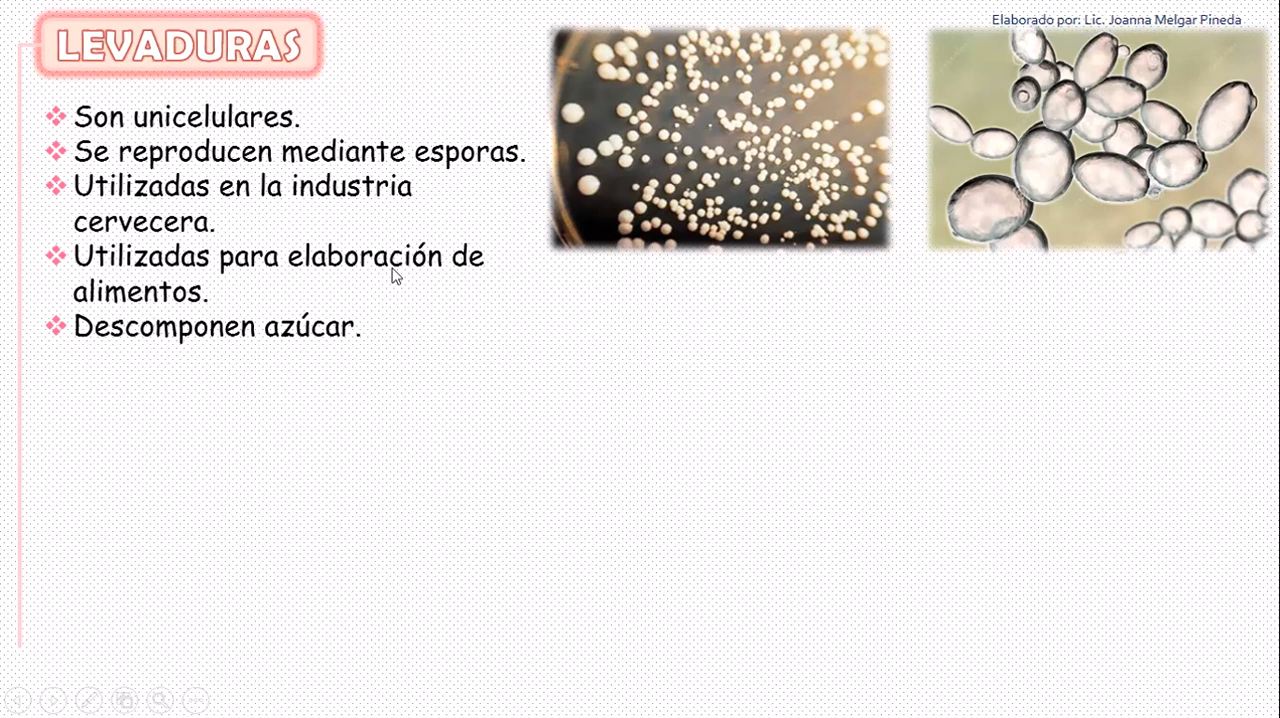 Elaborado por: Lic. Joanna Melgar Pineda
LEVADURAS
Son unicelulares.
Se reproducen mediante esporas.
Utilizadas en la industria
cervecera.
Utilizadas para elaboración de
alimentos.
Descomponen azúcar.